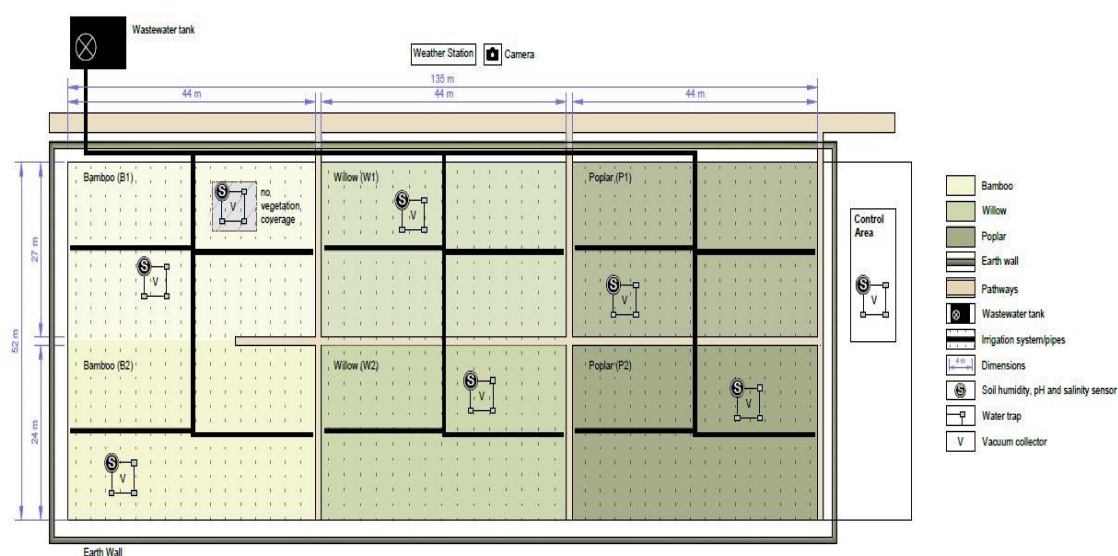 Wastewater tank
Weather Station
Camera
135 m
44 m
44 m
44 m
Bamboo (B1)
S
V
no
vegetation
coverage
Willow (W1)
S
V
Poplar (P1)
Control
Area
S
V
S
V
S
V
27 m
52 m
24 m
Bamboo (B2)
Willow (W2)
Poplar (P2)
S
V
S
V
S
V
Earth Wall
Bamboo
Willow
Poplar
Earth wall
Pathways
Wastewater tank
Irrigation system/pipes
4 m
Dimensions
S
Soil humidity, pH and salinity sensor
Water trap
V
Vacuum collector